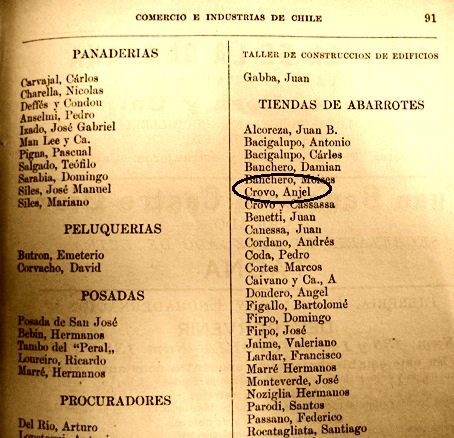 COMERCIO E INDUSTRIAS DE CHILE 91
PANADERIAS
Carvajal, Cárlos
Charella, Nicolas
Deffés y Condou
Anselmi, Pedro
Izado, José Gabriel
Man Lee y Ca.
Pigna, Pascual
Salgado, Teófilo
Sarabia, Domingo
Siles, José Manuel
Siles, Mariano
PELUQUERIAS
Butron, Emeterio
Corvacho, David
POSADAS
Posada de San José
Bebin, Hermanos
Tambo del "Peral„
Loureiro, Ricardo
Marré, Hermanos
PROCURADORES
Del Rio, Arturo
TALLER DE CONSTRUCCION DE EDIFICIOS
Gabba, Juan
TIENDAS DE ABARROTES
Alcoreza, Juan B.
Bacigalupo, Antonio
Bacigalupo, Cárlos
Banchero, Damian
Banchero, Moises
Crovo, Anjel
Crovo y Cassassa
Benetti, Juan
Canessa, Juan
Cordano, Andrés
Coda, Pedro
Cortes Marcos
Caivano y Ca., A
Dondero, Angel
Figallo, Bartolomé
Firpo, Domingo
Firpo, José
Jaime, Valeriano
Lardar, Francisco
Marré Hermanos
Monteverde, José
Noziglia Hermanos
Parodi, Santos
Passano, Federico
Rocatagliata, Santiago